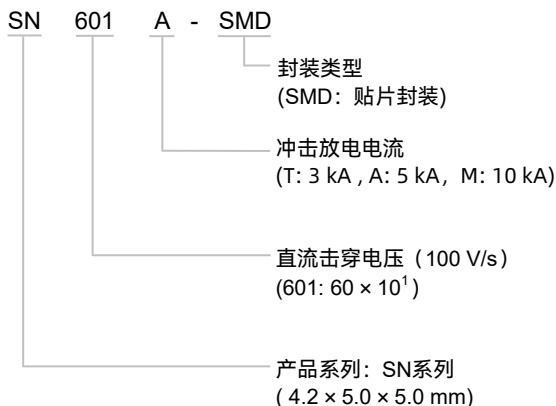 SN 601 A - SMD
封装类型
(SMD：贴片封装)
冲击放电电流
(T: 3 kA , A: 5 kA，M: 10 kA)
直流击穿电压（100 V/s）
(601: 60 × 10¹ )
产品系列：SN系列
( 4.2 × 5.0 × 5.0 mm)